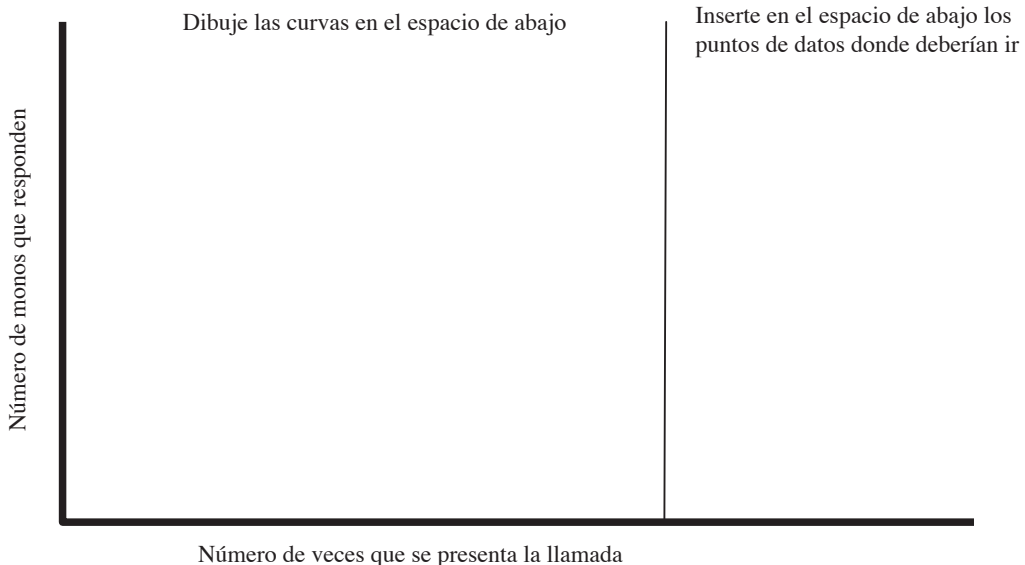 Dibuje las curvas en el espacio de abajo
Inserte en el espacio de abajo los
puntos de datos donde deberían ir
Número de monos que responden
Número de veces que se presenta la llamada